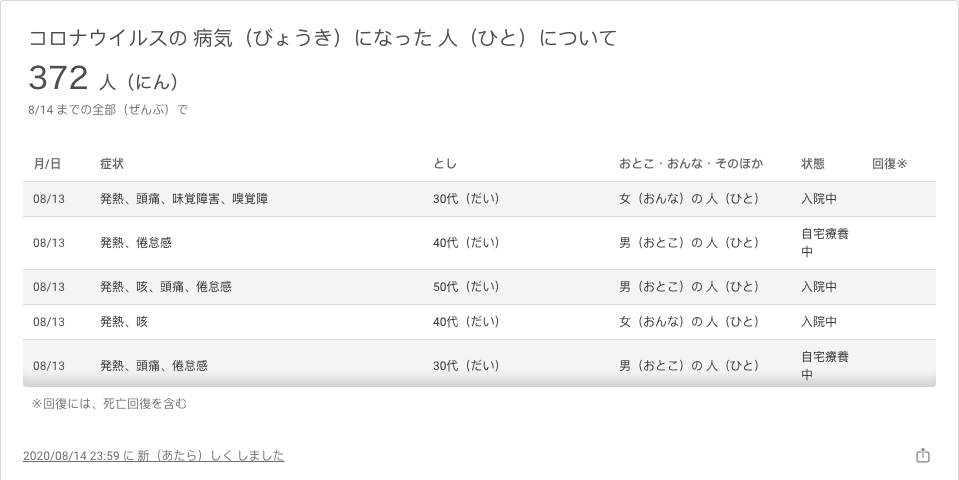 コロナウイルスの 病気（びょうき）になった 人（ひと）について
372 人（にん）
8/14 までの全部（ぜんぶ）で
月/日 症状 とし おとこ・おんな・そのほか 状態 回復※
08/13 発熱、頭痛、味覚障害、嗅覚障 30代（だい） 女（おんな）の 人（ひと） 入院中
08/13 発熱、倦怠感 40代（だい） 男（おとこ）の 人（ひと） 自宅療養
中
08/13 発熱、咳、頭痛、倦怠感 50代（だい） 男（おとこ）の 人（ひと） 入院中
08/13 発熱、咳 40代（だい） 女（おんな）の 人（ひと） 入院中
08/13 発熱、頭痛、倦怠感 30代（だい） 男（おとこ）の 人（ひと） 自宅療養
中
※回復には、死亡回復を含む
2020/08/14 23:59 に 新（あたら）しく しました